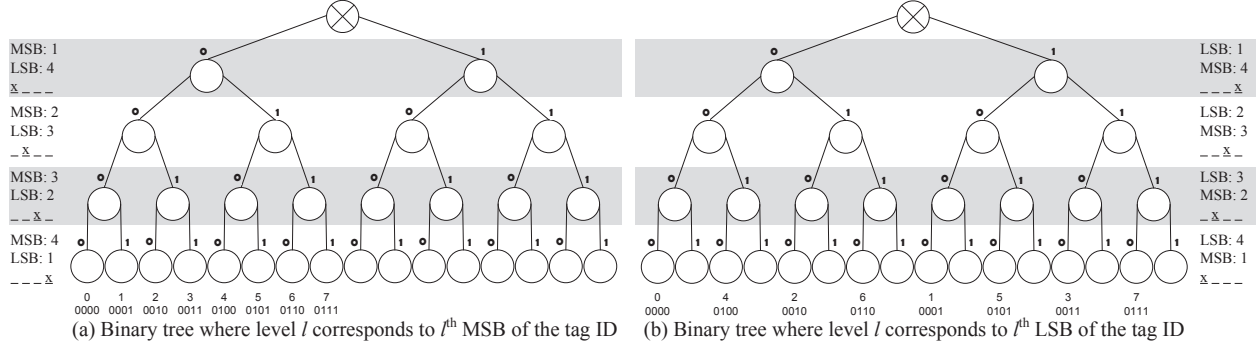 0 1
MSB: 1
LSB: 4
x _ _ _
0 1 0 1
MSB: 2
LSB: 3
_ x _ _
0 1 0 1 0 1 0 1
MSB: 3
LSB: 2
_ _ x _
0 1 0 1 0 1 0 1 0 1 0 1 0 1 0 1
MSB: 4
LSB: 1
_ _ _ x
0 1 2 3 4 5 6 7
0000 0001 0010 0011 0100 0101 0110 0111
(a) Binary tree where level l corresponds to lth MSB of the tag ID
0 1
LSB: 1
MSB: 4
_ _ _ x
0 1 0 1
LSB: 2
MSB: 3
_ _ x _
0 1 0 1 0 1 0 1
LSB: 3
MSB: 2
_ x _ _
0 1 0 1 0 1 0 1 0 1 0 1 0 1 0 1
LSB: 4
MSB: 1
x _ _ _
0 4 2 6 1 5 3 7
0000 0100 0010 0110 0001 0101 0011 0111
(b) Binary tree where level l corresponds to lth LSB of the tag ID